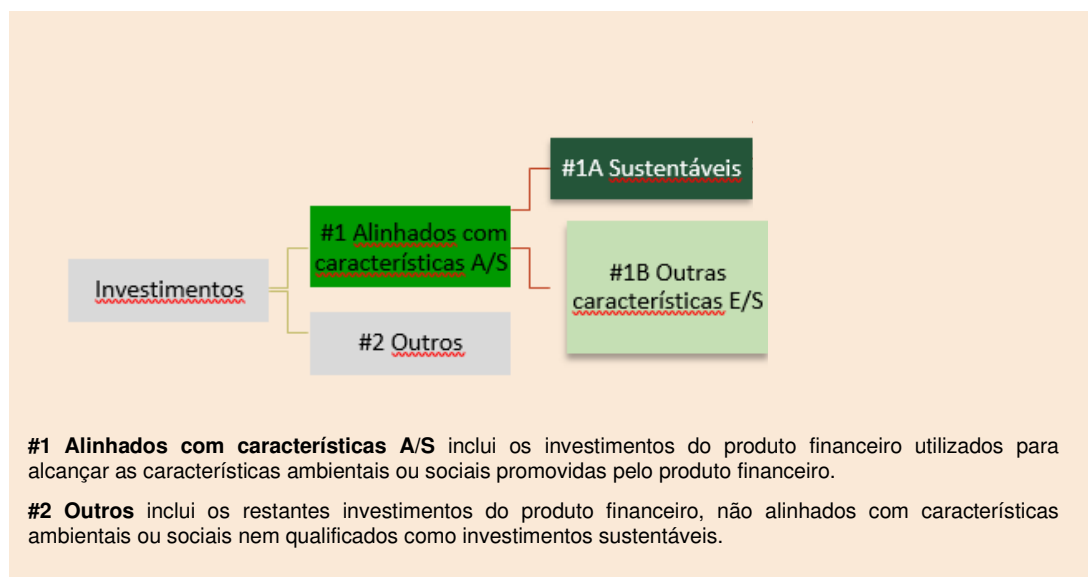 #1A Sustentáveis
#1 Alinhados com
características A/S
#1B Outras
características E/S
Investimentos
#2 Outros
#1 Alinhados com características A/S inclui os investimentos do produto financeiro utilizados para
alcançar as características ambientais ou sociais promovidas pelo produto financeiro.
#2 Outros inclui os restantes investimentos do produto financeiro, não alinhados com características
ambientais ou sociais nem qualificados como investimentos sustentáveis.